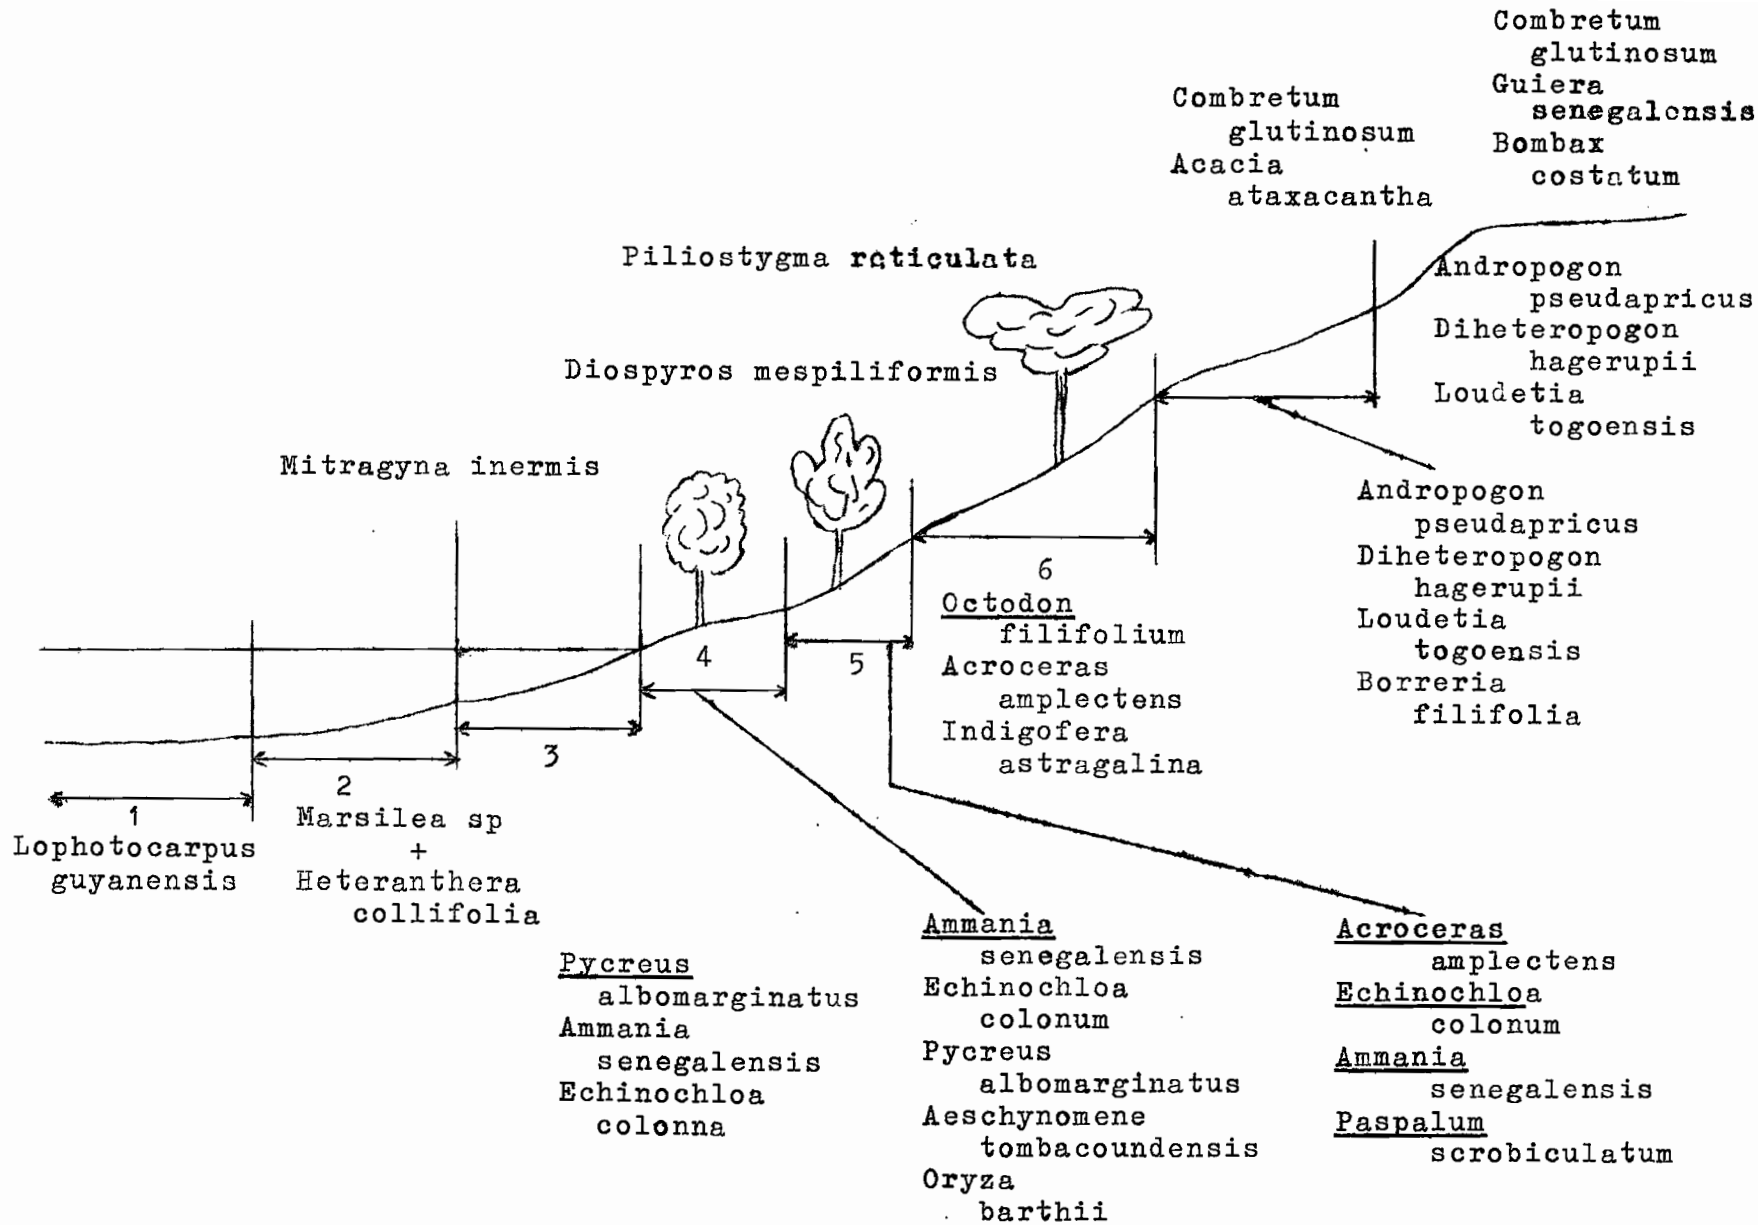 Combretum
glutinosum
Guiera
senegalensis
Bombax
costatum
Combretum
glutinosum
Acacia
ataxacantha
Piliostygma reticulata
Diospyros mespiliformis
Mitragyna inermis
Andropogon
pseudapricus
Diheteropogon
hagerupii
Loudetia
togoensis
Andropogon
pseudapricus
Diheteropogon
hagerupii
Loudetia
togoensis
Borreria
filifolia
6
Octodon
filifolium
Acroceras
amplectens
Indigofera
astragalina
5
4
3
2
Marsilea sp
+
Heteranthera
collifolia
1
Lophotocarpus
guyanensis
Pycreus
albomarginatus
Ammania
senegalensis
Echinochloa
colonna
Ammania
senegalensis
Echinochloa
colonum
Pycreus
albomarginatus
Aeschynomene
tombacoundensis
Oryza
barthii
Acroceras
amplectens
Echinochloa
colonum
Ammania
senegalensis
Paspalum
scrobiculatum